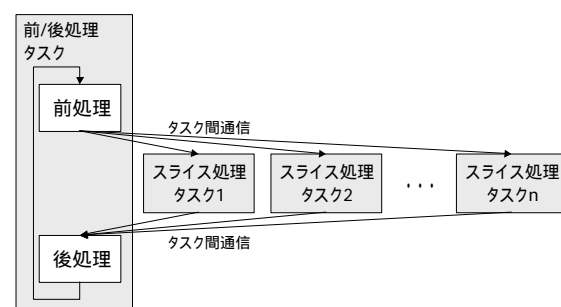 前/後処理
タスク
前処理
タスク間通信
スライス処理
タスク1
スライス処理
タスク2
・・・
スライス処理
タスクn
後処理
タスク間通信